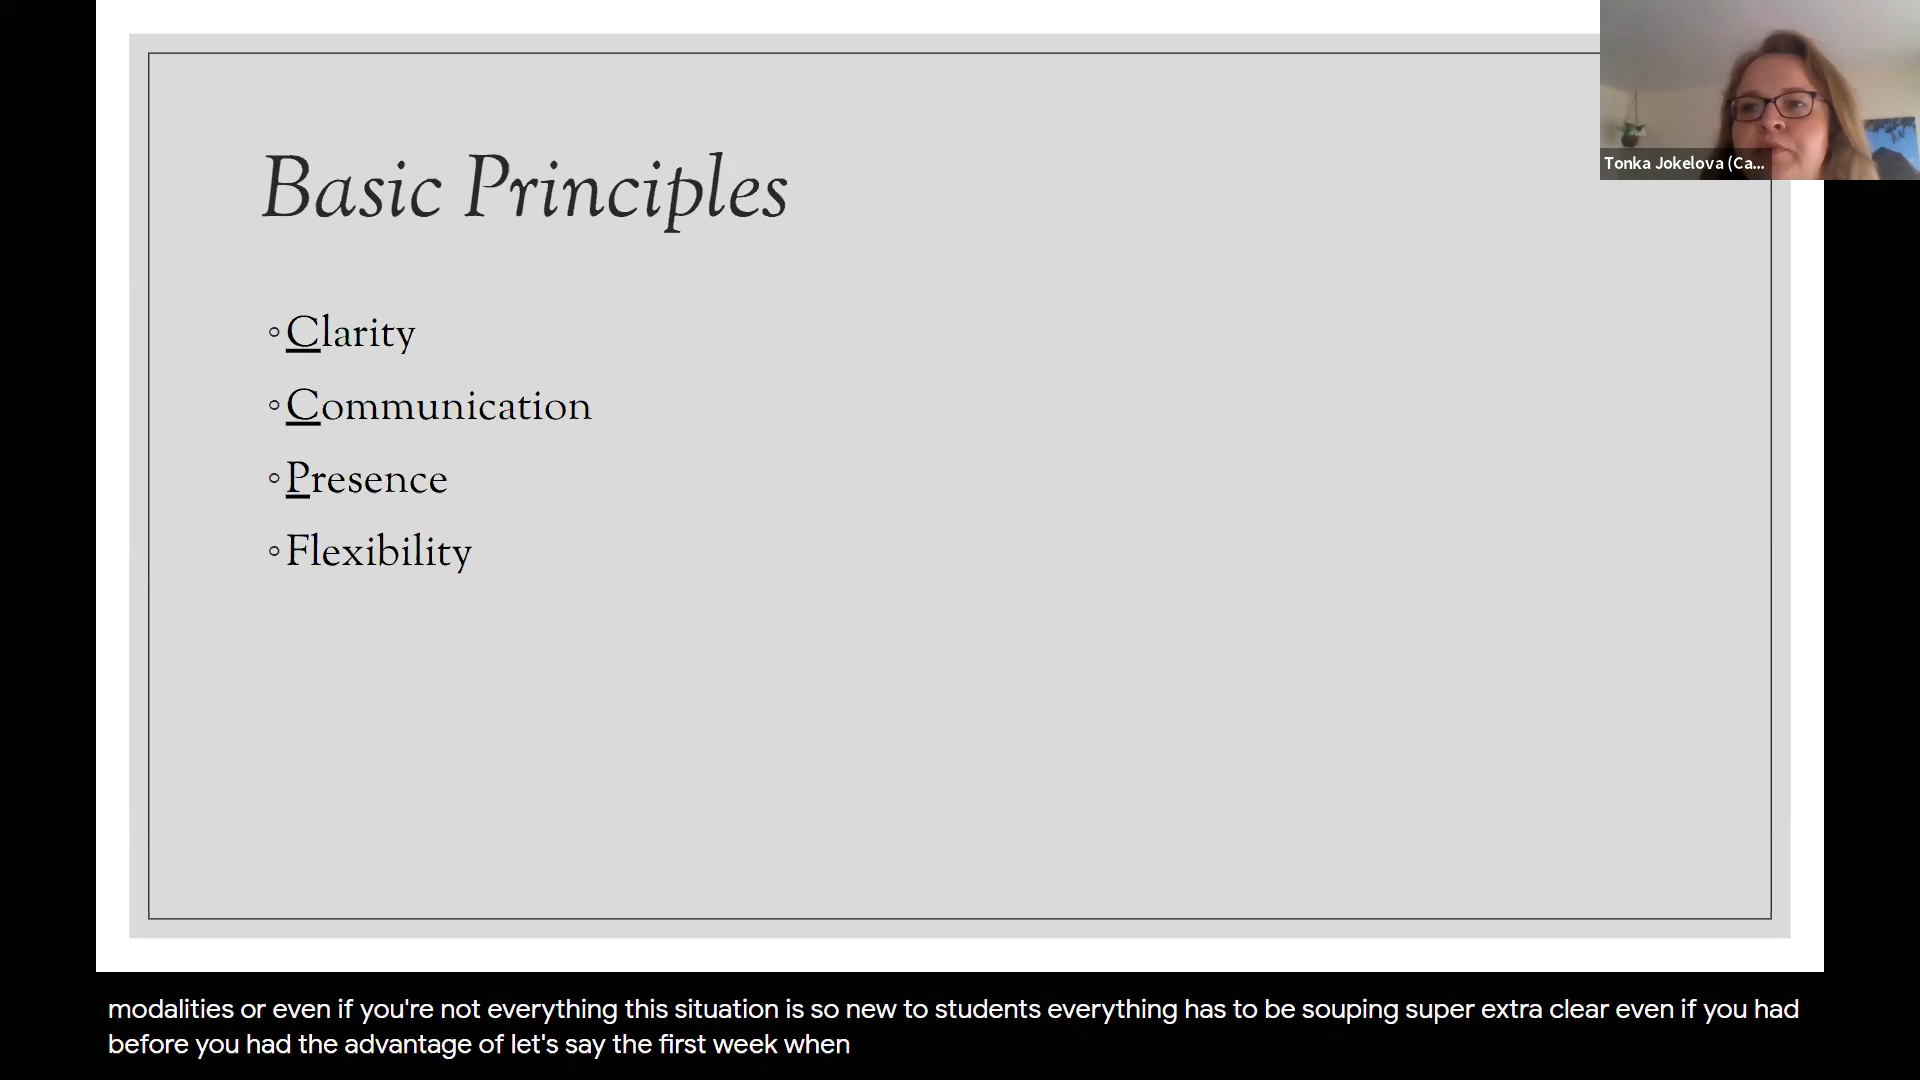 Basic Principles
Tonka Jokelova (Ca...
◦Clarity
◦Communication
◦Presence
◦Flexibility
modalities or even if you're not everything this situation is so new to students everything has to be souping super extra clear even if you had
before you had the advantage of let's say the first week when